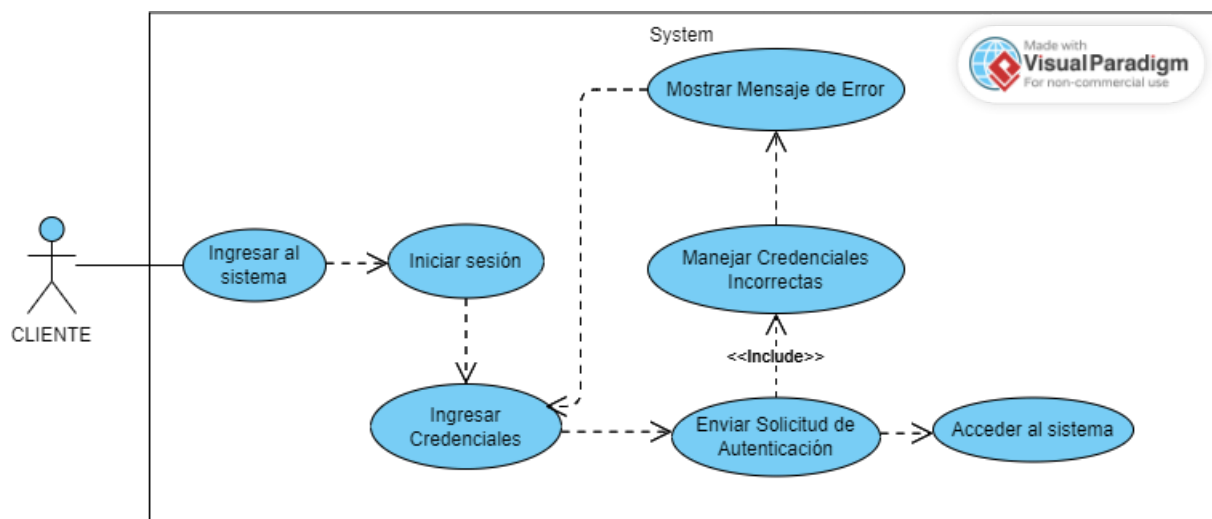 System
Made with
Visual Paradigm
For non-commercial use
Mostrar Mensaje de Error
Ingresar al
sistema
Iniciar sesión
Manejar Credenciales
Incorrectas
CLIENTE
<<Include>>
Ingresar
Credenciales
Enviar Solicitud de
Autenticación
Acceder al sistema